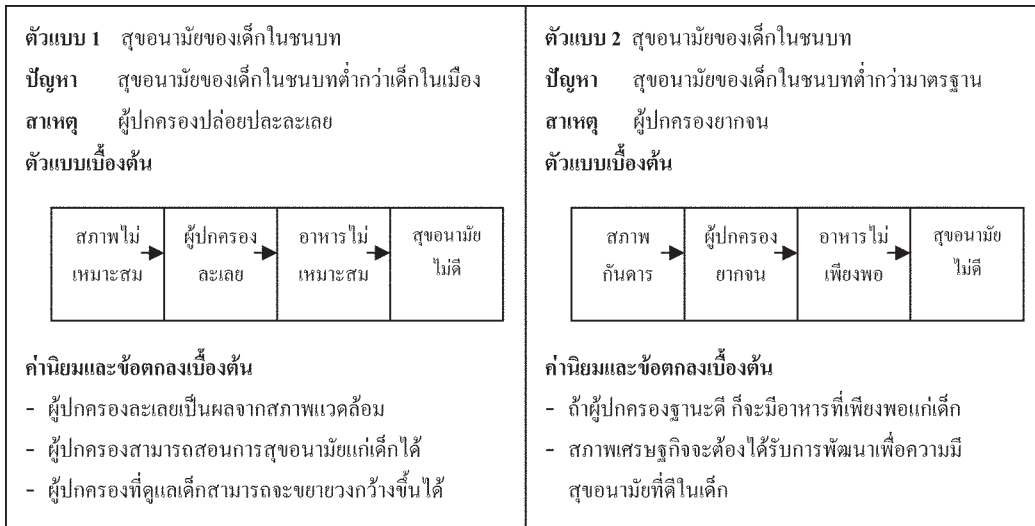 ตัวแบบ 1 สุขอนามัยของเด็กในชนบท
ปัญหา สุขอนามัยของเด็กในชนบทต่ำกว่าเด็กในเมือง
สาเหตุ ผู้ปกครองปล่อยปละละเลย
ตัวแบบเบื้องต้น
สภาพไม่
เหมาะสม
ผู้ปกครอง
ละเลย
อาหารไม่
เหมาะสม
สุขอนามัย
ไม่ดี
ค่านิยมและข้อตกลงเบื้องต้น
- ผู้ปกครองละเลยเป็นผลจากสภาพแวดล้อม
- ผู้ปกครองสามารถสอนการสุขอนามัยแก่เด็กได้
- ผู้ปกครองที่ดูแลเด็กสามารถจะขยายวงกว้างขึ้นได้
ตัวแบบ 2 สุขอนามัยของเด็กในชนบท
ปัญหา สุขอนามัยของเด็กในชนบทต่ำกว่ามาตรฐาน
สาเหตุ ผู้ปกครองยากจน
ตัวแบบเบื้องต้น
สภาพ
กันดาร
ผู้ปกครอง
ยากจน
อาหารไม่
เพียงพอ
สุขอนามัย
ไม่ดี
ค่านิยมและข้อตกลงเบื้องต้น
- ถ้าผู้ปกครองฐานะดี ก็จะมีอาหารที่เพียงพอแก่เด็ก
- สภาพเศรษฐกิจจะต้องได้รับการพัฒนาเพื่อความมี
สุขอนามัยที่ดีในเด็ก